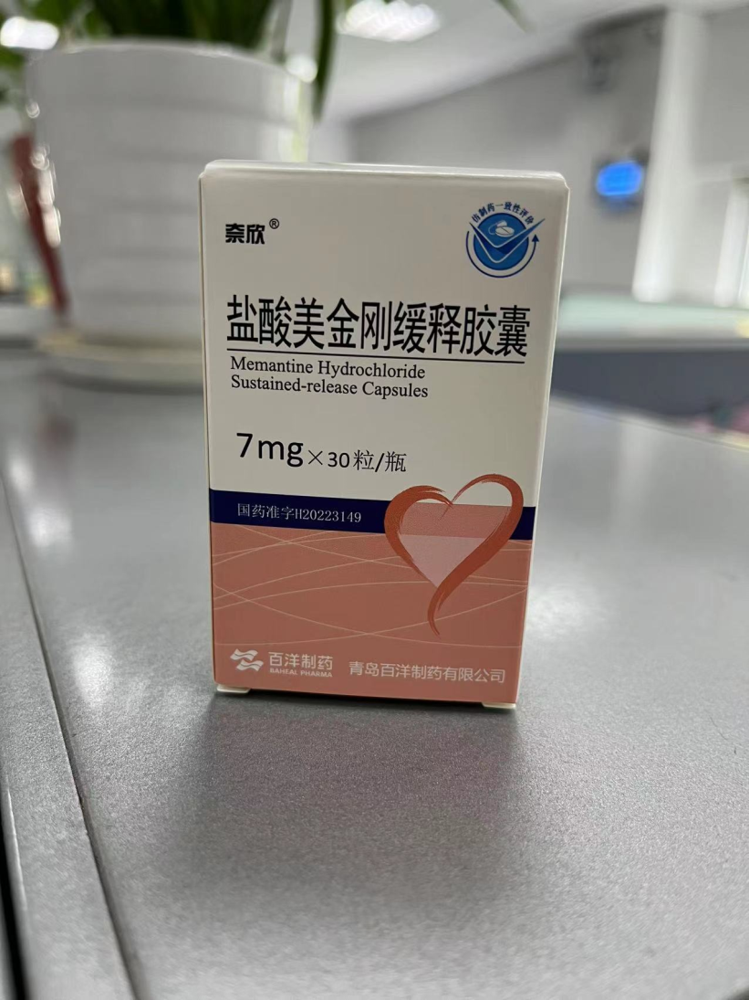 奈欣®
仿制药一致性评价
盐酸美金刚缓释胶囊
Memantine Hydrochloride
Sustained-release Capsules
7mg×30粒/瓶
国药准字H20223149
百洋制药
BAHEAL PHARMA
青岛百洋制药有限公司